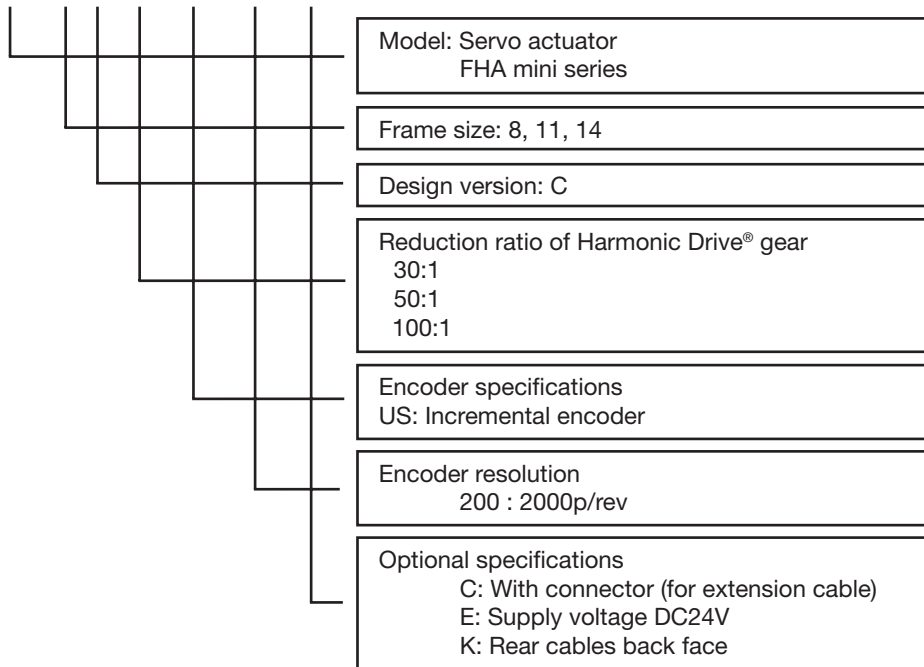 Model: Servo actuator
FHA mini series
Frame size: 8, 11, 14
Design version: C
Reduction ratio of Harmonic Drive® gear
30:1
50:1
100:1
Encoder specifications
US: Incremental encoder
Encoder resolution
200 : 2000p/rev
Optional specifications
C: With connector (for extension cable)
E: Supply voltage DC24V
K: Rear cables back face